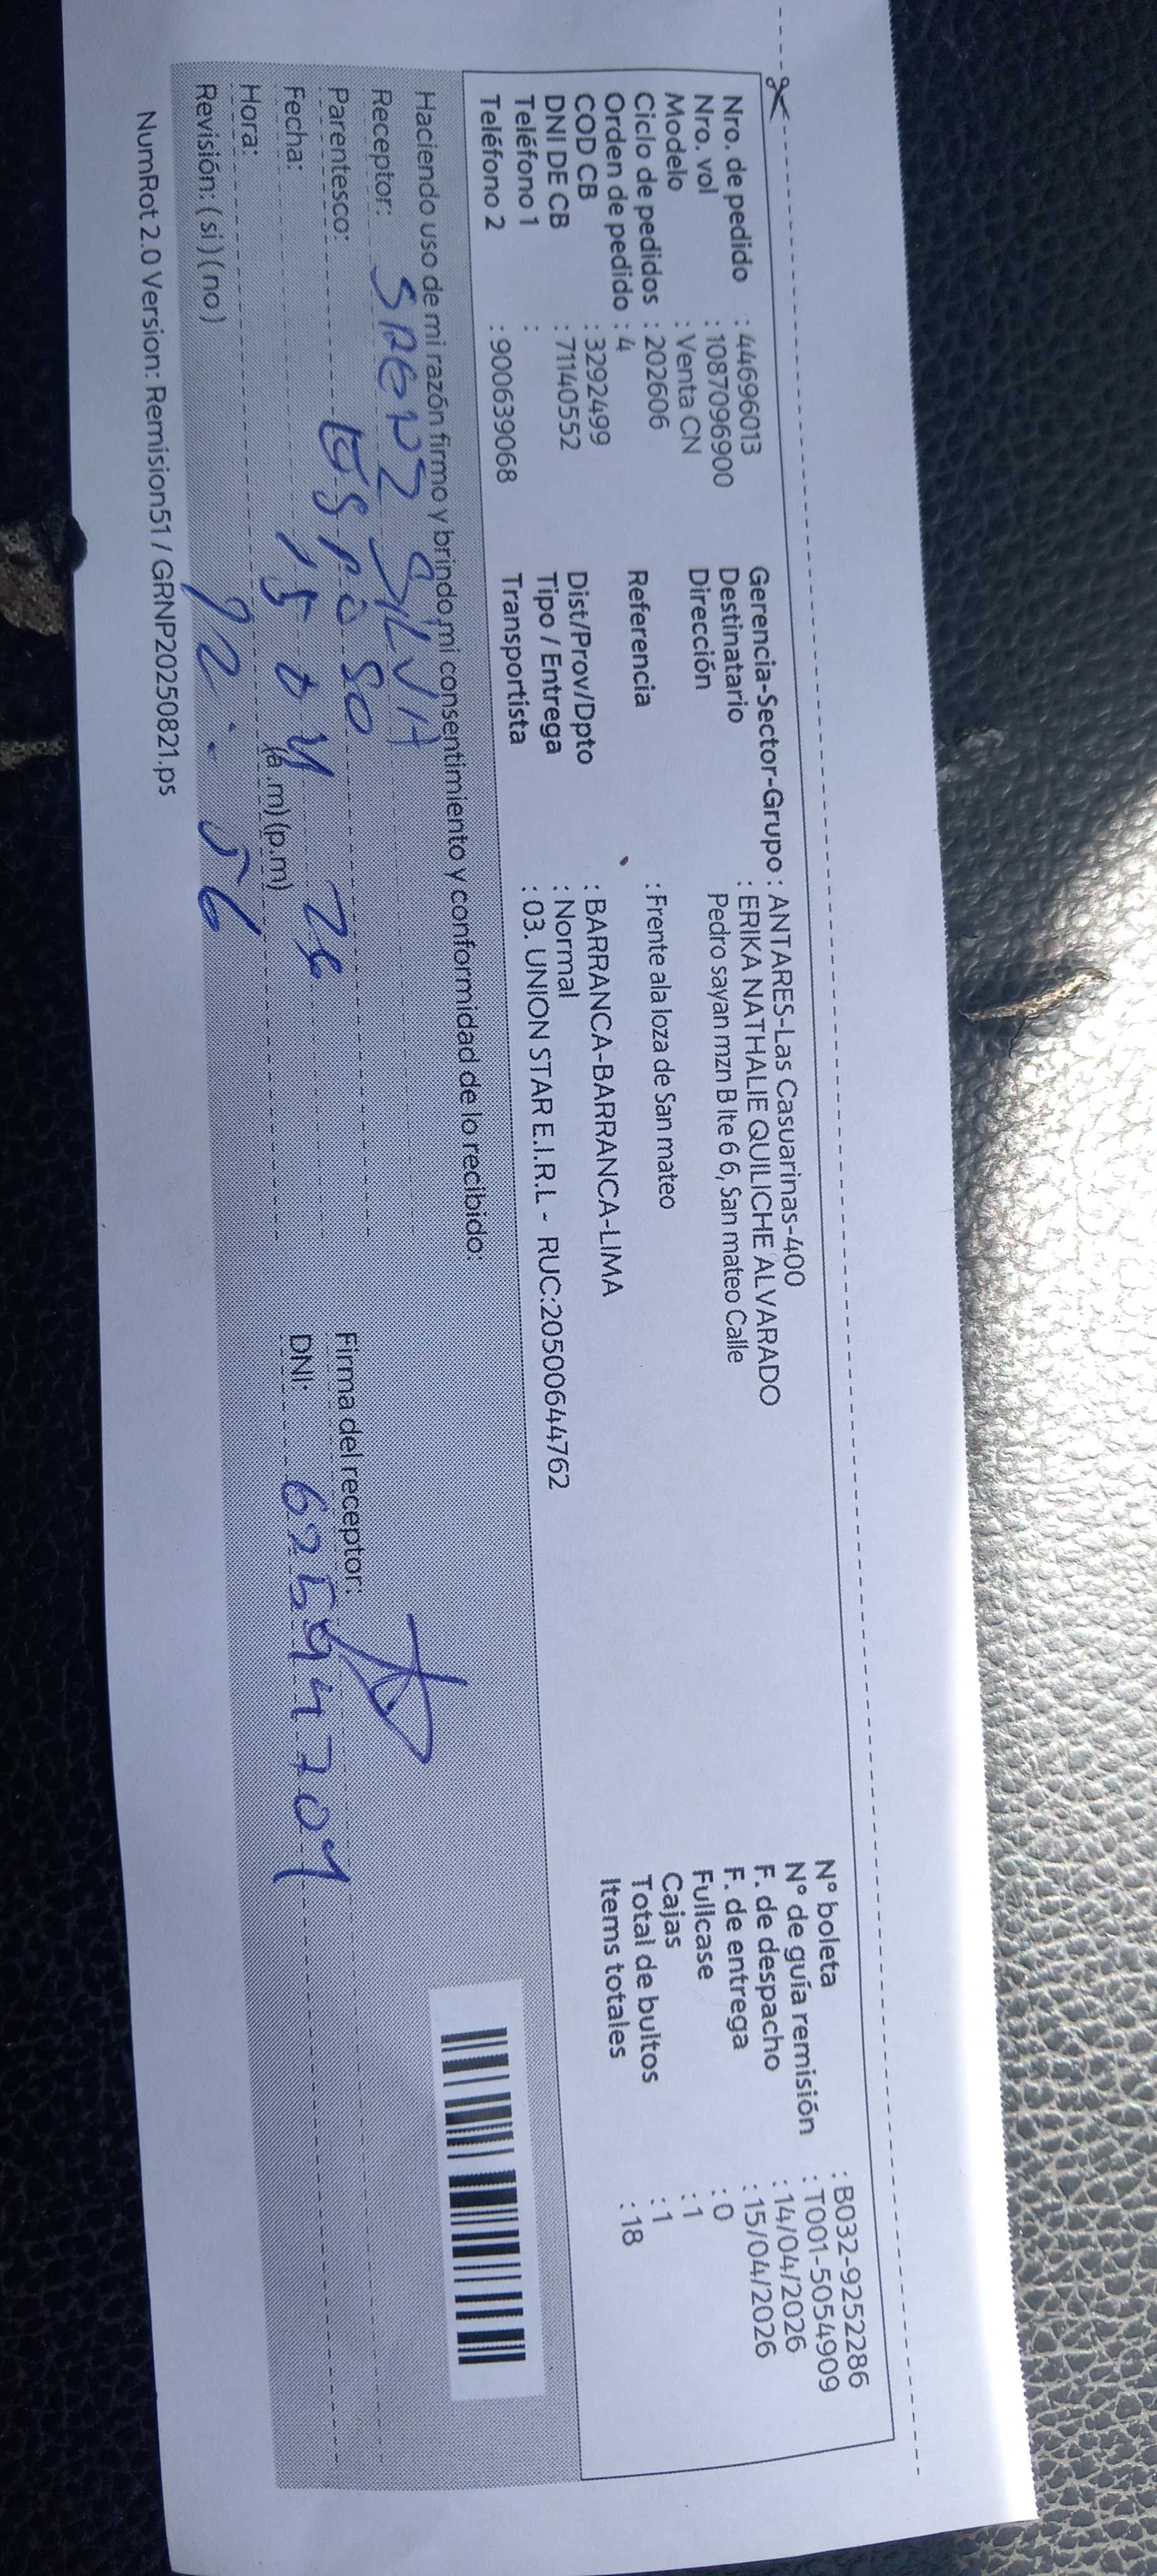 Nro. de pedido : 44696013
Nro. vol : 1087096900
Modelo : Venta CN
Ciclo de pedidos : 202606
Orden de pedido : 4
COD CB : 3292499
DNI DE CB : 71140552
Teléfono 1 :
Teléfono 2 : 900639068
Gerencia-Sector-Grupo : ANTARES-Las Casuarinas-400
Destinatario : ERIKA NATHALIE QUILICHE ALVARADO
Dirección Pedro sayan mzn B lte 6 6, San mateo Calle
Referencia : Frente ala loza de San mateo
Dist/Prov/Dpto : BARRANCA-BARRANCA-LIMA
Tipo / Entrega : Normal
Transportista : 03. UNION STAR E.I.R.L - RUC:20500644762
N° boleta : B032-9252286
N° de guía remisión : T001-5054909
F. de despacho : 14/04/2026
F. de entrega : 15/04/2026
Fullcase : 0
Cajas : 1
Total de bultos : 1
Items totales : 18
Haciendo uso de mi razón firmo y brindo mi consentimiento y conformidad de lo recibido:
Receptor: SAENZ SILVIA
Parentesco: ESPOSO
Fecha: 15 04 26
Hora: 12:56 (a.m)(p.m)
Revisión: (si) (no)
Firma del receptor:
DNI:
NumRot 2.0 Version: Remision51 / GRNP20250821.ps